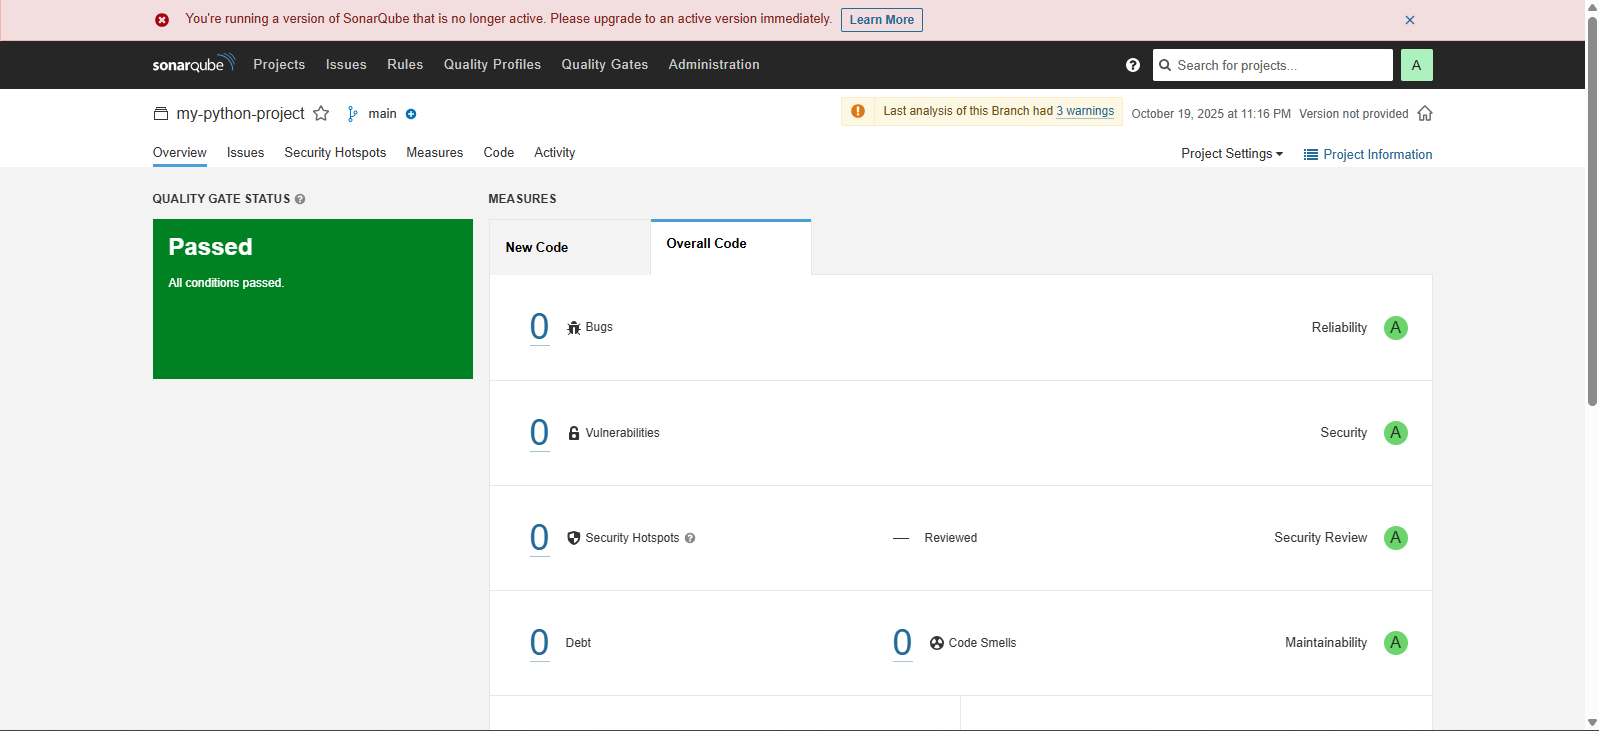 You're running a version of SonarQube that is no longer active. Please upgrade to an active version immediately. Learn More
sonarqube Projects Issues Rules Quality Profiles Quality Gates Administration Search for projects... A
my-python-project main Last analysis of this Branch had 3 warnings October 19, 2025 at 11:16 PM Version not provided
Overview Issues Security Hotspots Measures Code Activity Project Settings Project Information
QUALITY GATE STATUS MEASURES
Passed
All conditions passed.
New Code Overall Code
0 Bugs Reliability A
0 Vulnerabilities Security A
0 Security Hotspots — Reviewed Security Review A
0 Debt 0 Code Smells Maintainability A